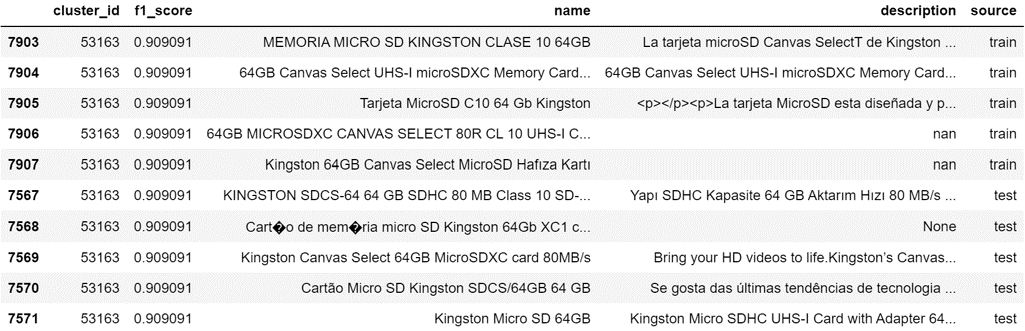 cluster_id f1_score name description source
7903 53163 0.909091 MEMORIA MICRO SD KINGSTON CLASE 10 64GB La tarjeta microSD Canvas SelectT de Kingston ... train
7904 53163 0.909091 64GB Canvas Select UHS-I microSDXC Memory Card... 64GB Canvas Select UHS-I microSDXC Memory Card... train
7905 53163 0.909091 Tarjeta MicroSD C10 64 Gb Kingston <p></p><p>La tarjeta MicroSD esta diseñada y p... train
7906 53163 0.909091 64GB MICROSDXC CANVAS SELECT 80R CL 10 UHS-I C... nan train
7907 53163 0.909091 Kingston 64GB Canvas Select MicroSD Hafıza Kartı nan train
7567 53163 0.909091 KINGSTON SDCS-64 64 GB SDHC 80 MB Class 10 SD-... Yapı SDHC Kapasite 64 GB Aktarım Hızı 80 MB/s ... test
7568 53163 0.909091 Cart�o de mem�ria micro SD Kingston 64Gb XC1 c... None test
7569 53163 0.909091 Kingston Canvas Select 64GB MicroSDXC card 80MB/s Bring your HD videos to life.Kingston’s Canvas... test
7570 53163 0.909091 Cartão Micro SD Kingston SDCS/64GB 64 GB Se gosta das últimas tendências de tecnologia ... test
7571 53163 0.909091 Kingston Micro SD 64GB Kingston Micro SDHC UHS-I Card with Adapter 64... test